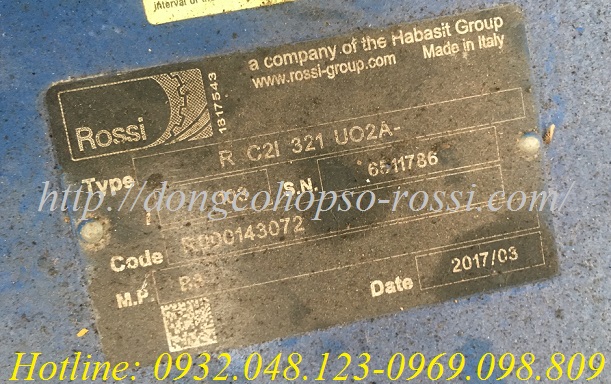 interval of the
Rossi
1817543
a company of the Habasit Group
www.rossi-group.com Made in Italy
Type R C2I 321 UO2A-
S.N. 6511786
Code R000143072
M.P.
Date 2017/03
http://dongcohopso-rossi.com/
Hotline: 0932.048.123-0969.098.809